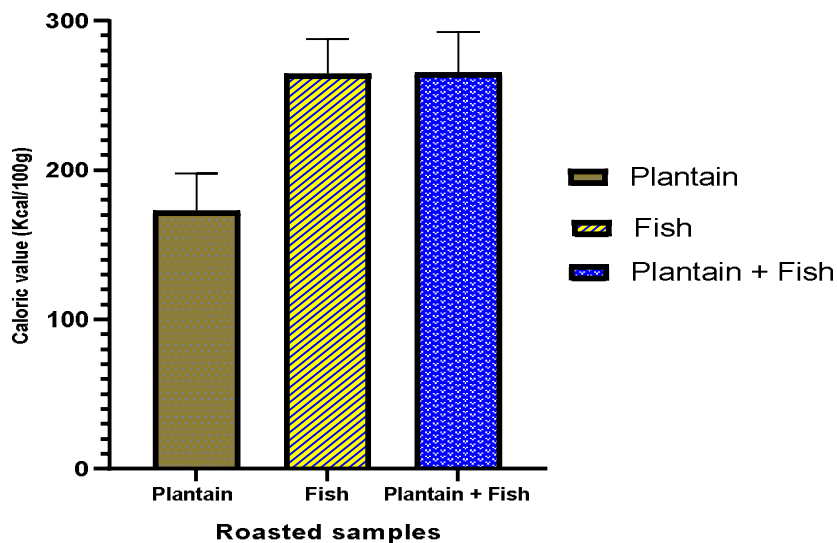 300
200
100
0
Caloric value (Kcal/100g)
Plantain
Fish
Plantain + Fish
Roasted samples
Plantain
Fish
Plantain + Fish